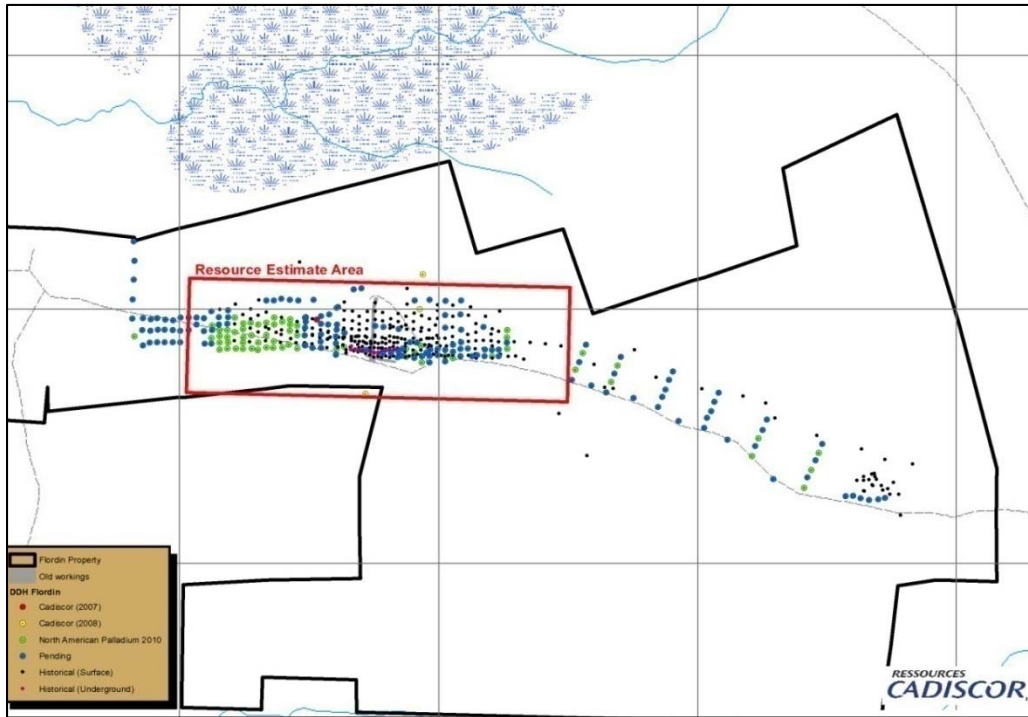 Resource Estimate Area
Flordin Property
Old workings
DDH Flordin
Cadiscor (2007)
Cadiscor (2008)
North American Palladium 2010
Pending
Historical (Surface)
Historical (Underground)
RESSOURCES
CADISCOR